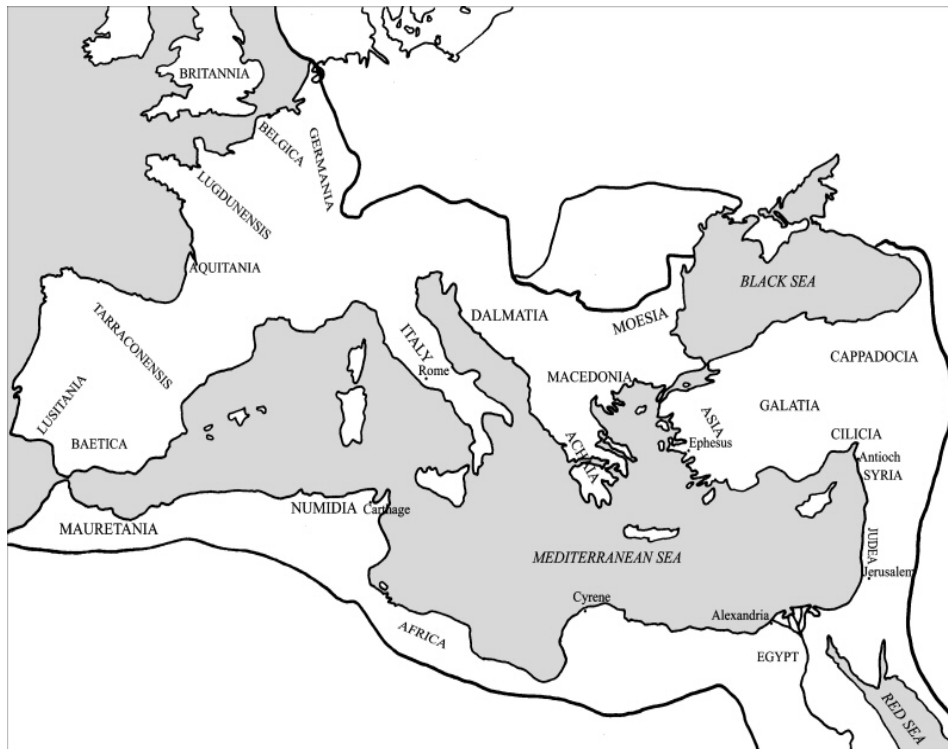 BRITANNIA
BELGICA
GERMANIA
LUGDUNENSIS
AQUITANIA
TARRACONENSIS
LUSITANIA
BAETICA
ITALY
Rome
DALMATIA
MOESIA
BLACK SEA
MACEDONIA
ACHAIA
ASIA
Ephesus
GALATIA
CAPPADOCIA
CILICIA
Antioch
SYRIA
MAURETANIA
NUMIDIA
Carthage
MEDITERRANEAN SEA
JUDEA
Jerusalem
Cyrene
Alexandria
AFRICA
EGYPT
RED SEA